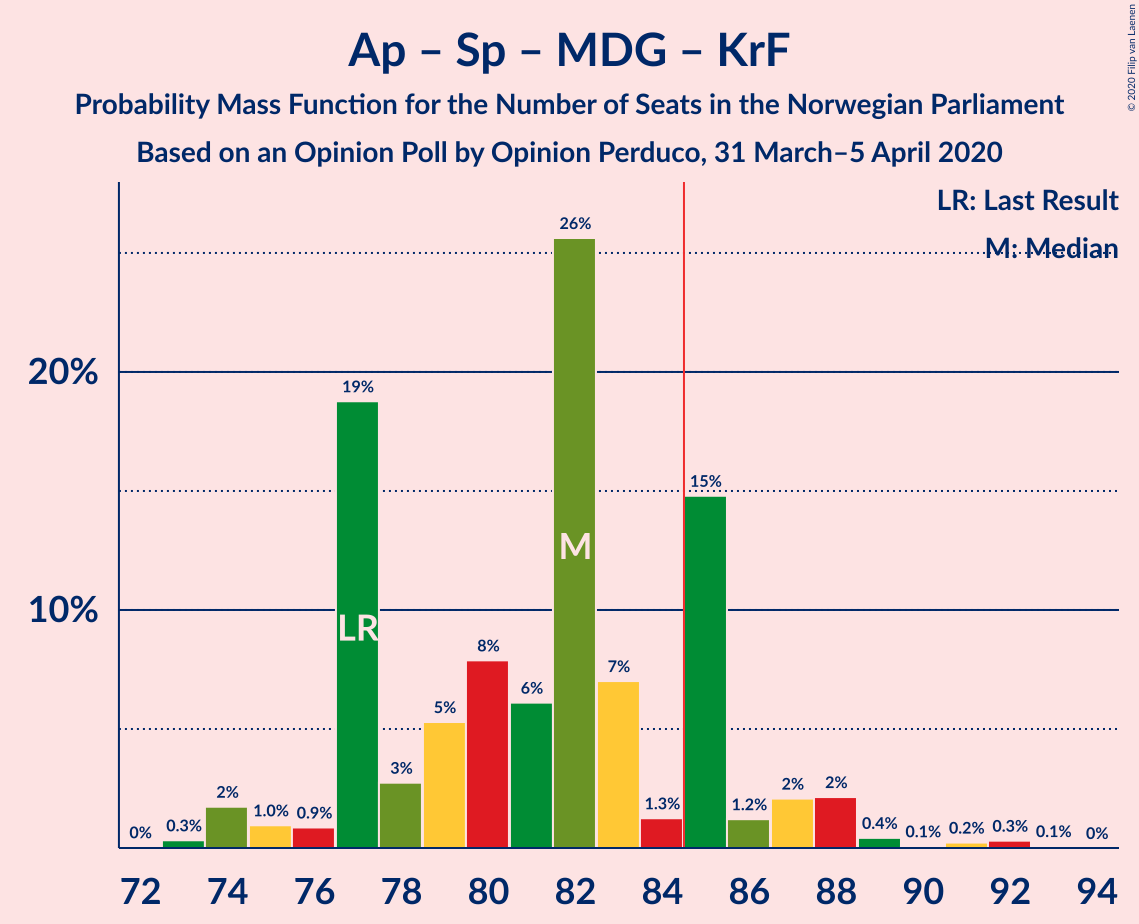 Ap – Sp – MDG – KrF
Probability Mass Function for the Number of Seats in the Norwegian Parliament
Based on an Opinion Poll by Opinion Perduco, 31 March–5 April 2020
© 2020 Filip van Laenen
LR: Last Result
M: Median
20%
10%
0%
0.3%
2%
1.0%
0.9%
19%
3%
5%
8%
6%
26%
7%
1.3%
15%
1.2%
2%
2%
0.4%
0.1%
0.2%
0.3%
0.1%
0%
LR
M
72 74 76 78 80 82 84 86 88 90 92 94